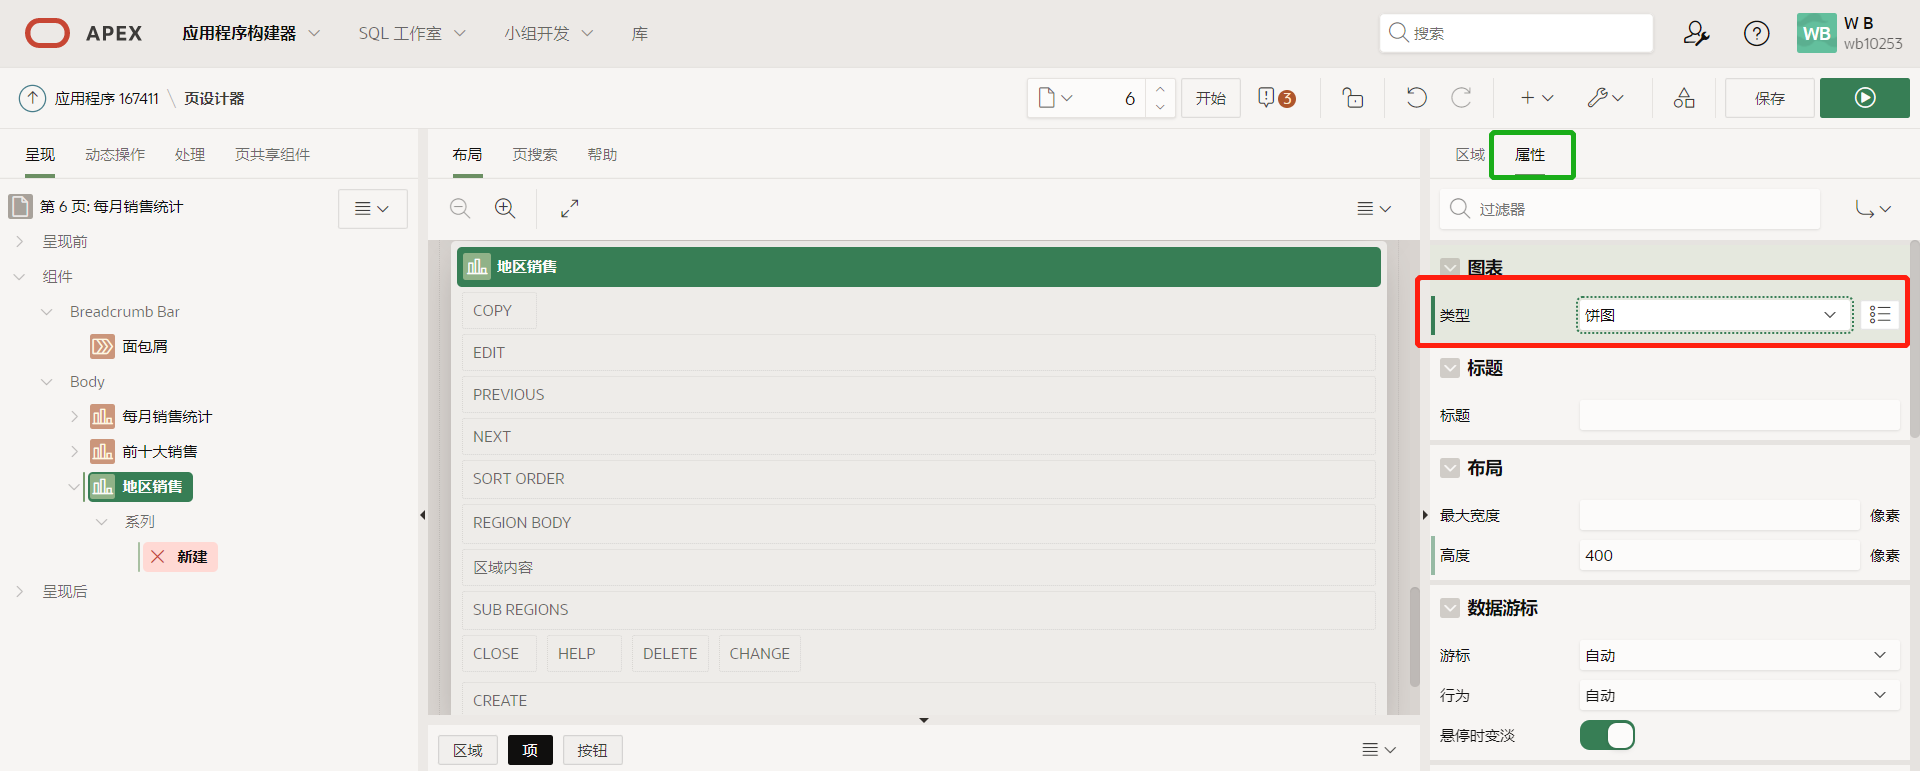 APEX 应用程序构建器 SQL 工作室 小组开发 库 搜索 WB W B
wb10253
应用程序 167411 \ 页设计器 6 开始 3 保存
呈现 动态操作 处理 页共享组件
第 6 页: 每月销售统计
呈现前
组件
Breadcrumb Bar
面包屑
Body
每月销售统计
前十大销售
地区销售
系列
新建
呈现后
布局 页搜索 帮助
地区销售
COPY
EDIT
PREVIOUS
NEXT
SORT ORDER
REGION BODY
区域内容
SUB REGIONS
CLOSE HELP DELETE CHANGE
CREATE
区域 项 按钮
区域 属性
过滤器
图表
类型 饼图
标题
标题
布局
最大宽度 像素
高度 400 像素
数据游标
游标 自动
行为 自动
悬停时变淡